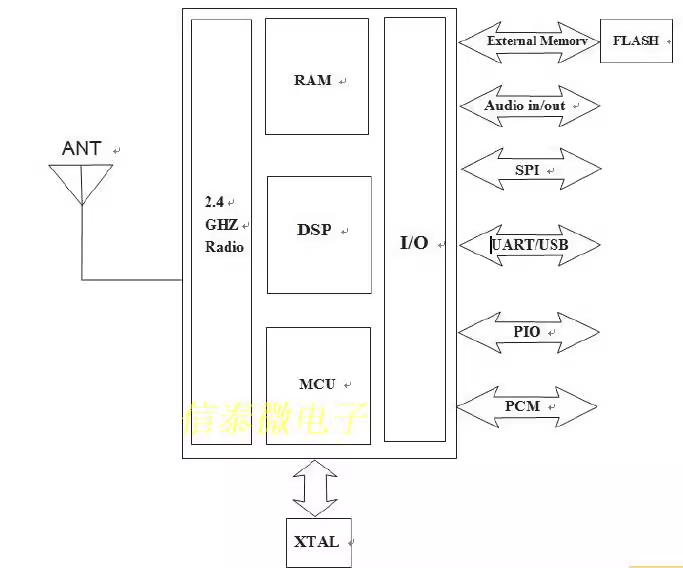 External Memory
FLASH
RAM
Audio in/out
ANT
SPI
2.4
GHZ
Radio
DSP
I/O
UART/USB
PIO
MCU
PCM
信泰微电子
XTAL